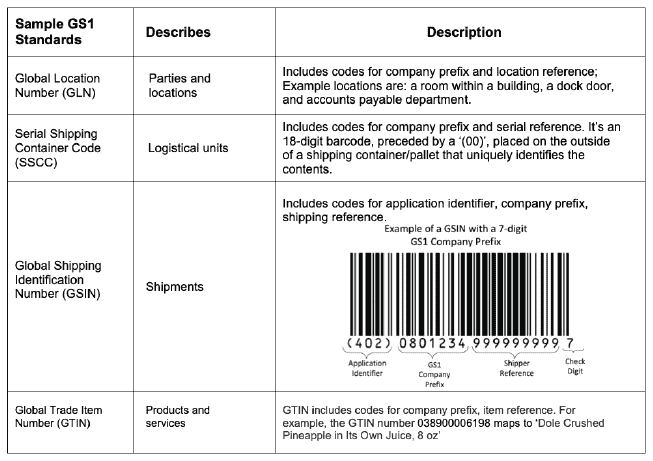 Sample GS1
Standards
Describes
Description
Global Location
Number (GLN)
Parties and
locations
Includes codes for company prefix and location reference;
Example locations are: a room within a building, a dock door,
and accounts payable department.
Serial Shipping
Container Code
(SSCC)
Logistical units
Includes codes for company prefix and serial reference. It's an
18-digit barcode, preceded by a '(00)', placed on the outside
of a shipping container/pallet that uniquely identifies the
contents.
Global Shipping
Identification
Number (GSIN)
Shipments
Includes codes for application identifier, company prefix,
shipping reference.
Example of a GSIN with a 7-digit
GS1 Company Prefix
(402) 0801234 999999999 7
Application
Identifier
GS1
Company
Prefix
Shipper
Reference
Check
Digit
Global Trade Item
Number (GTIN)
Products and
services
GTIN includes codes for company prefix, item reference. For
example, the GTIN number 038900006198 maps to 'Dole Crushed
Pineapple in Its Own Juice, 8 oz'